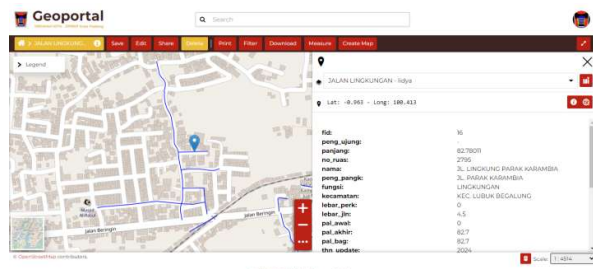 Geoportal
Search
JALAN LINGKUNG...
Save
Edit
Share
Delete
Print
Filter
Download
Measure
Create Map
Legend
JALAN LINGKUNGAN - lidya
Lat: -0.963 - Long: 100.413
fid: 16
peng_ujung: -
panjang: 82.78011
no_ruas: 2795
nama: JL. LINGKUNG PARAK KARAMBIA
peng_pangk: JL. PARAK KARAMBIA
fungsi: LINGKUNGAN
kecamatan: KEC. LUBUK BEGALUNG
lebar_perk: 0
lebar_jln: 4.5
pal_awal: 0
pal_akhir: 82.7
pal_bag: 82.7
thn_update: 2024
Masjid
Jalan Beringin
Jalan Beringin
© OpenStreetMap contributors.
Scale: 1 : 4514